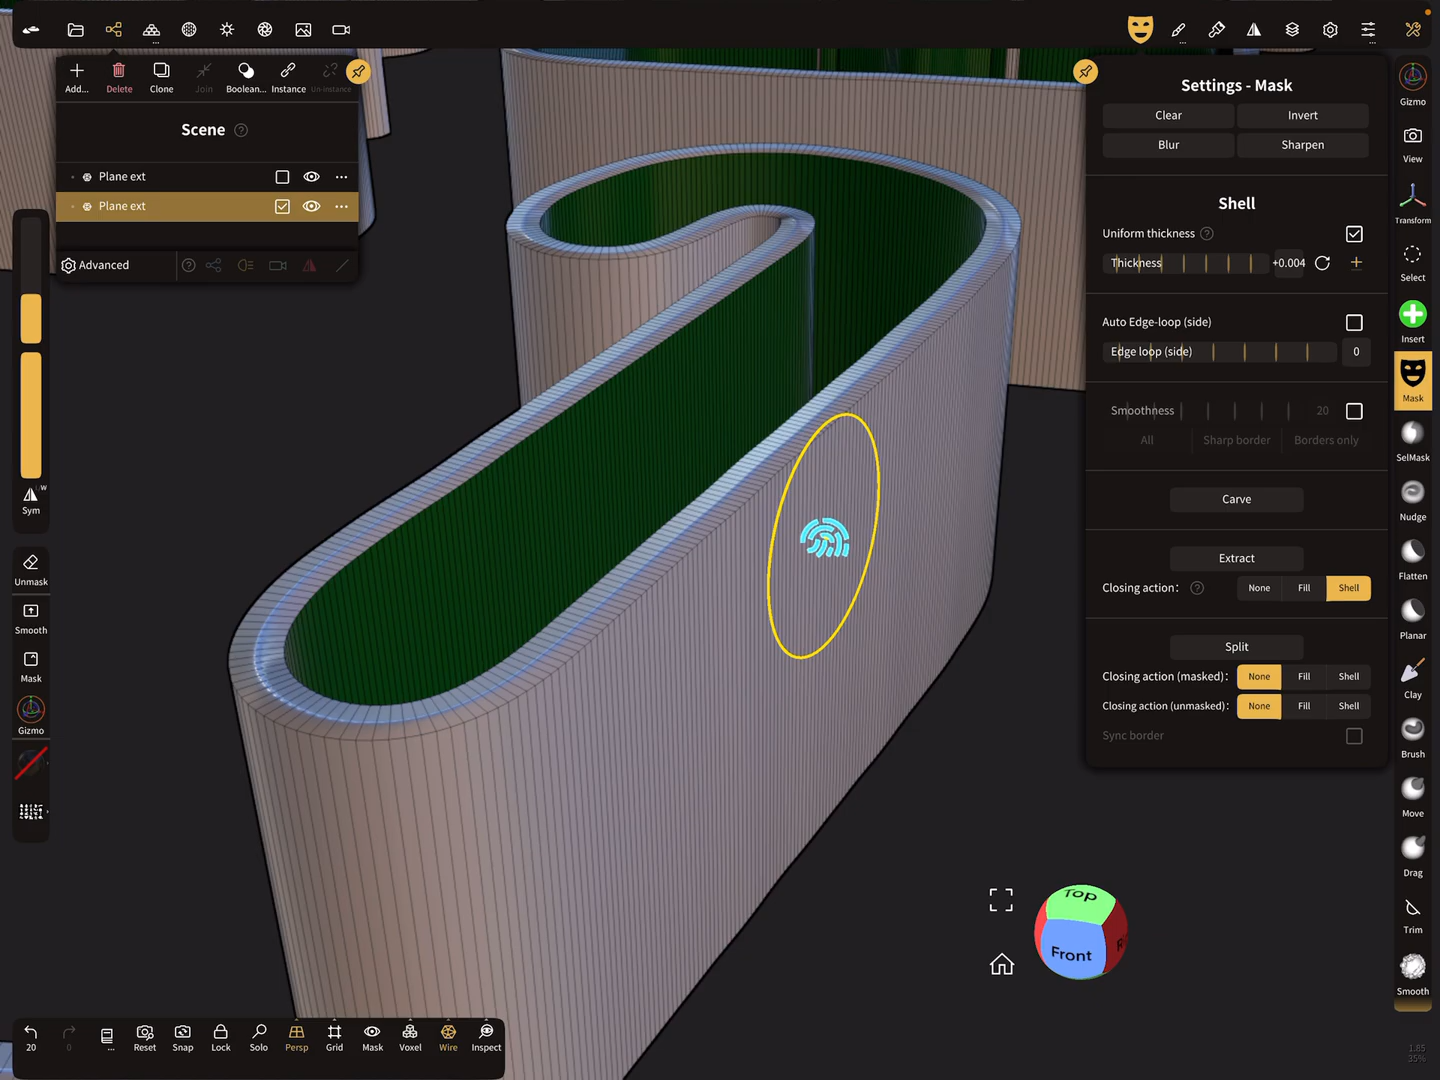 Add...
Delete
Clone
Join
Boolean...
Instance
Un-instance
Scene ?
Plane ext
Plane ext
Advanced
?
W
Sym
Unmask
Smooth
Mask
Gizmo
Settings - Mask
Clear
Invert
Blur
Sharpen
Shell
Uniform thickness ?
Thickness
+0.004
+
Auto Edge-loop (side)
Edge loop (side)
0
Smoothness
20
All
Sharp border
Borders only
Carve
Extract
Closing action: ?
None
Fill
Shell
Split
Closing action (masked):
None
Fill
Shell
Closing action (unmasked):
None
Fill
Shell
Sync border
Gizmo
View
Transform
Select
Insert
Mask
SelMask
Nudge
Flatten
Planar
Clay
Brush
Move
Drag
Trim
Smooth
Top
Front
R
20
0
...
Reset
Snap
Lock
Solo
Persp
Grid
Mask
Voxel
Wire
Inspect
1.85
35%